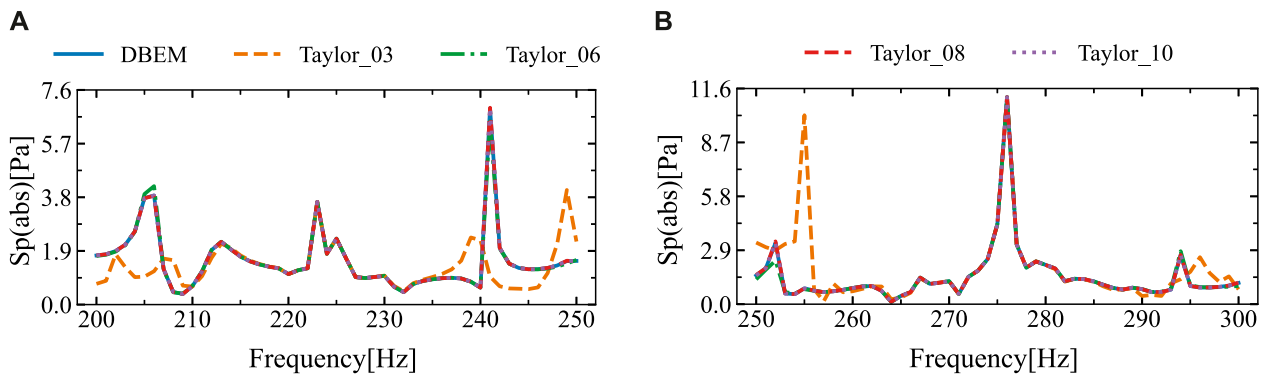 A
B
DBEM Taylor_03 Taylor_06
Taylor_08 Taylor_10
Sp(abs)[Pa]
7.6
5.7
3.8
1.9
0.0
200 210 220 230 240 250
Frequency[Hz]
Sp(abs)[Pa]
11.6
8.7
5.8
2.9
0.0
250 260 270 280 290 300
Frequency[Hz]